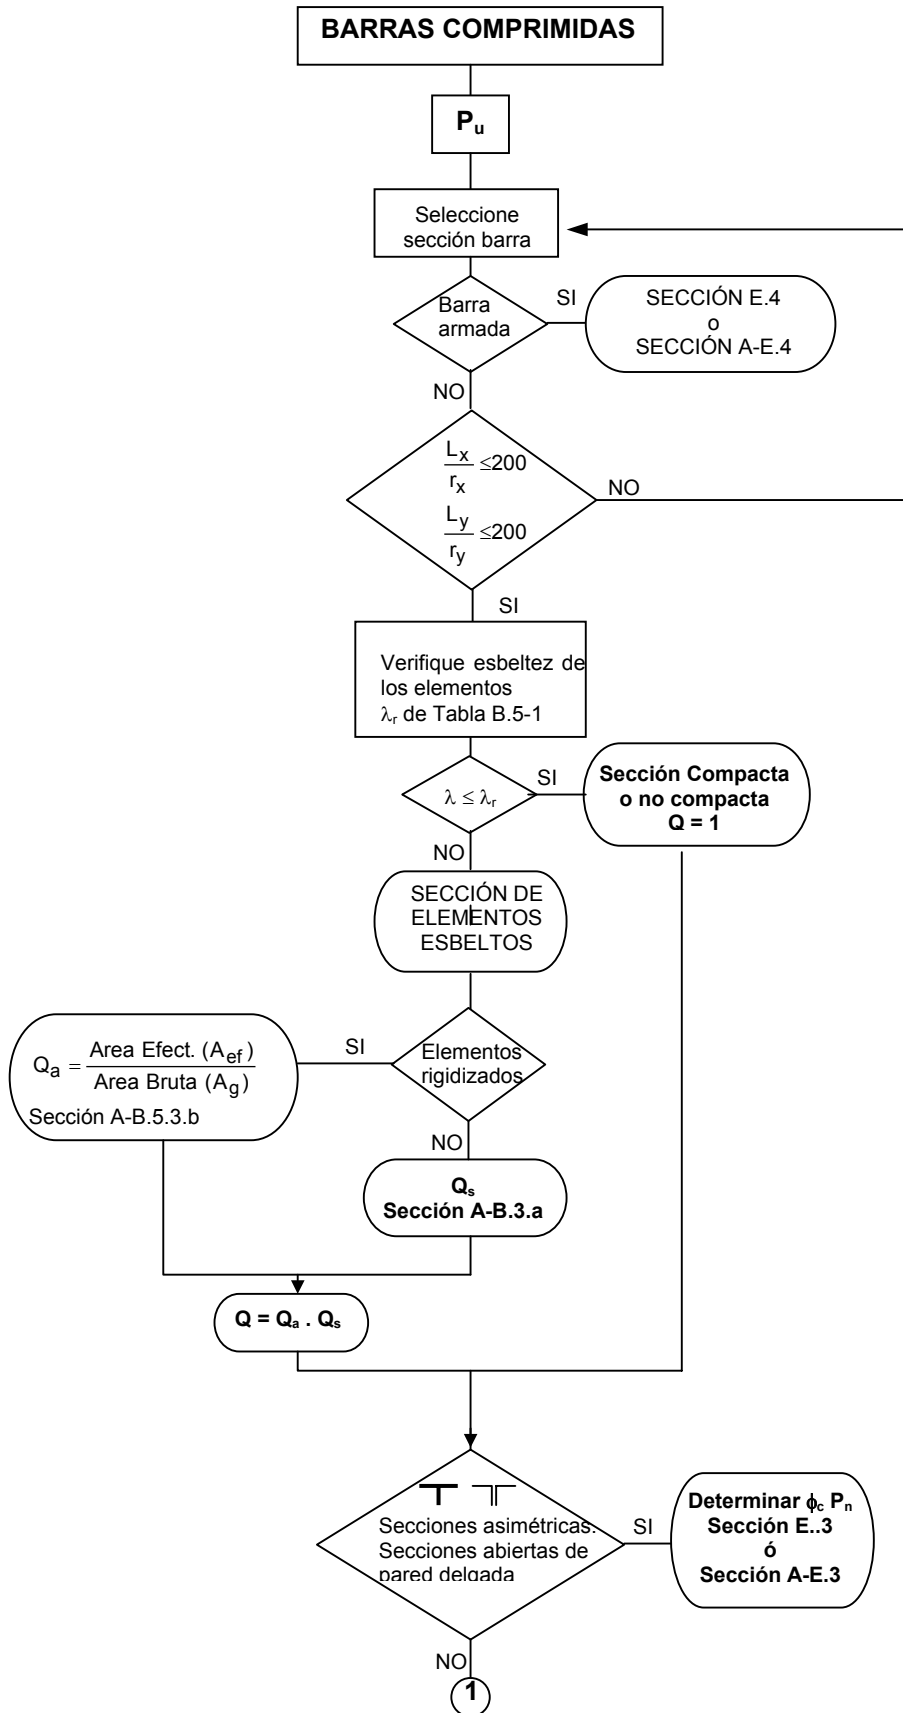 BARRAS COMPRIMIDAS
Pu
Seleccione
sección barra
Barra
armada
SI
SECCIÓN E.4
o
SECCIÓN A-E.4
NO
Lx
rx
≤200
Ly
ry
≤200
NO
SI
Verifique esbeltez de
los elementos
λr de Tabla B.5-1
λ ≤ λr
SI
Sección Compacta
o no compacta
Q = 1
NO
SECCIÓN DE
ELEMENTOS
ESBELTOS
Elementos
rigidizados
SI
Qa = Area Efect. (Aef)
Area Bruta (Ag)
Sección A-B.5.3.b
NO
Qs
Sección A-B.3.a
Q = Qa . Qs
Secciones asimétricas.
Secciones abiertas de
pared delgada
SI
Determinar ϕc Pn
Sección E..3
ó
Sección A-E.3
NO
1